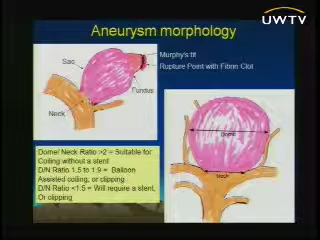 UWTV
Aneurysm morphology
Murphy's tit
Rupture Point with Fibrin Clot
Sac
Fundus
Neck
Dome/ Neck Ratio >2 = Suitable for
Coiling without a stent
D/N Ratio 1.5 to 1.9 = Balloon
Assisted coiling, or clipping
D/N Ratio <1.5 = Will require a stent,
Or clipping
Dome
Neck